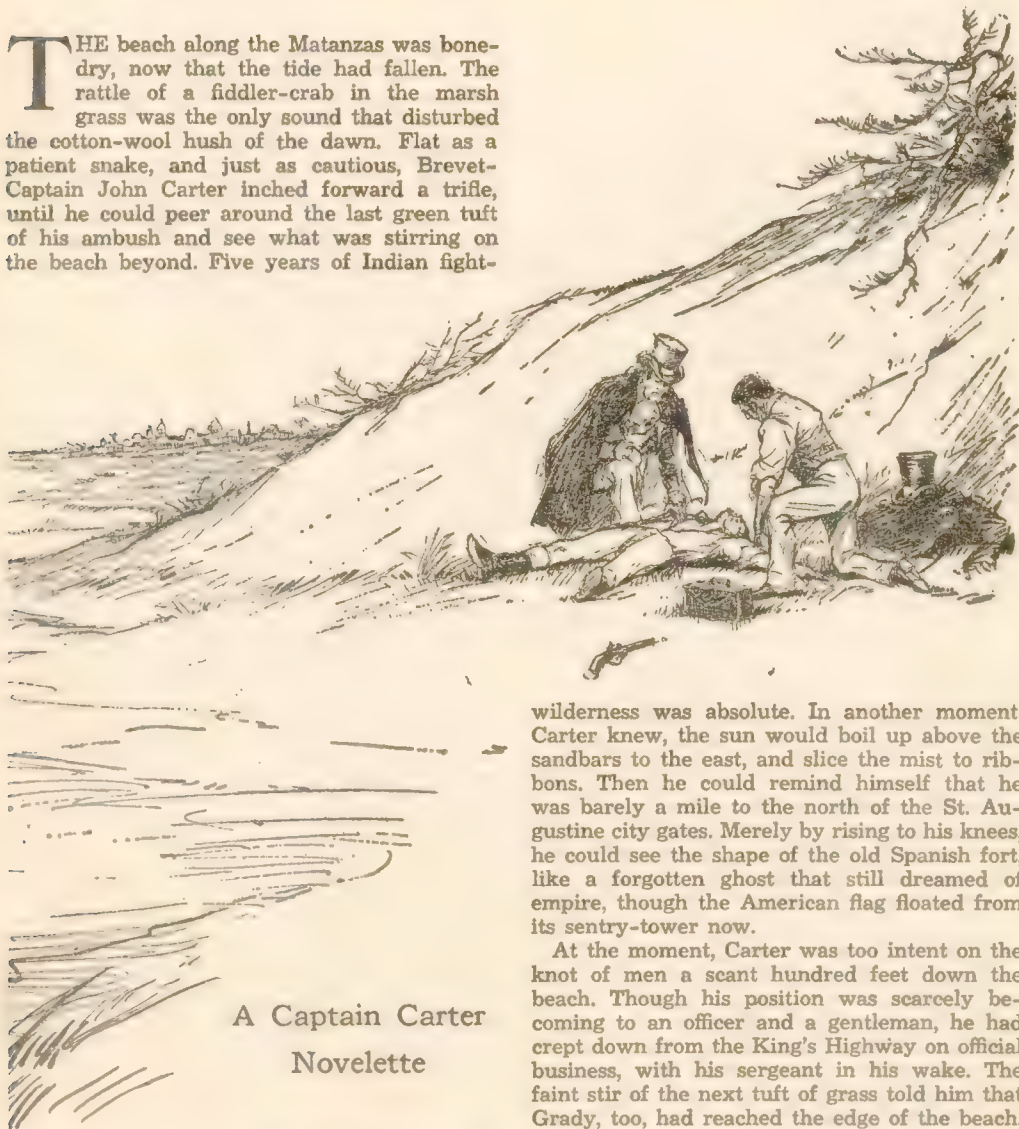 THE beach along the Matanzas was bone-
dry, now that the tide had fallen. The
rattle of a fiddler-crab in the marsh
grass was the only sound that disturbed
the cotton-wool hush of the dawn. Flat as a
patient snake, and just as cautious, Brevet-
Captain John Carter inched forward a trifle,
until he could peer around the last green tuft
of his ambush and see what was stirring on
the beach beyond. Five years of Indian fight-
A Captain Carter
Novelette
wilderness was absolute. In another moment
Carter knew, the sun would boil up above the
sandbars to the east, and slice the mist to rib-
bons. Then he could remind himself that he
was barely a mile to the north of the St. Au-
gustine city gates. Merely by rising to his knees
he could see the shape of the old Spanish fort
like a forgotten ghost that still dreamed of
empire, though the American flag floated from
its sentry-tower now.
At the moment, Carter was too intent on the
knot of men a scant hundred feet down the
beach. Though his position was scarcely be-
coming to an officer and a gentleman, he had
crept down from the King's Highway on official
business, with his sergeant in his wake. The
faint stir of the next tuft of grass told him that
Grady, too, had reached the edge of the beach.